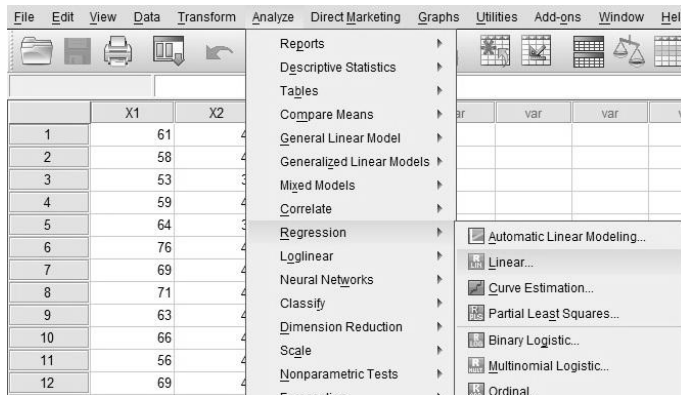 File Edit View Data Transform Analyze Direct Marketing Graphs Utilities Add-ons Window Hel
Reports
Descriptive Statistics
Tables
Compare Means
General Linear Model
Generalized Linear Models
Mixed Models
Correlate
Regression
Loglinear
Neural Networks
Classify
Dimension Reduction
Scale
Nonparametric Tests
X1 X2 var var
1 61
2 58
3 53
4 59
5 64
6 76
7 69
8 71
9 63
10 66
11 56
12 69
Automatic Linear Modeling...
Linear...
Curve Estimation...
Partial Least Squares...
Binary Logistic...
Multinomial Logistic...
Ordinal...